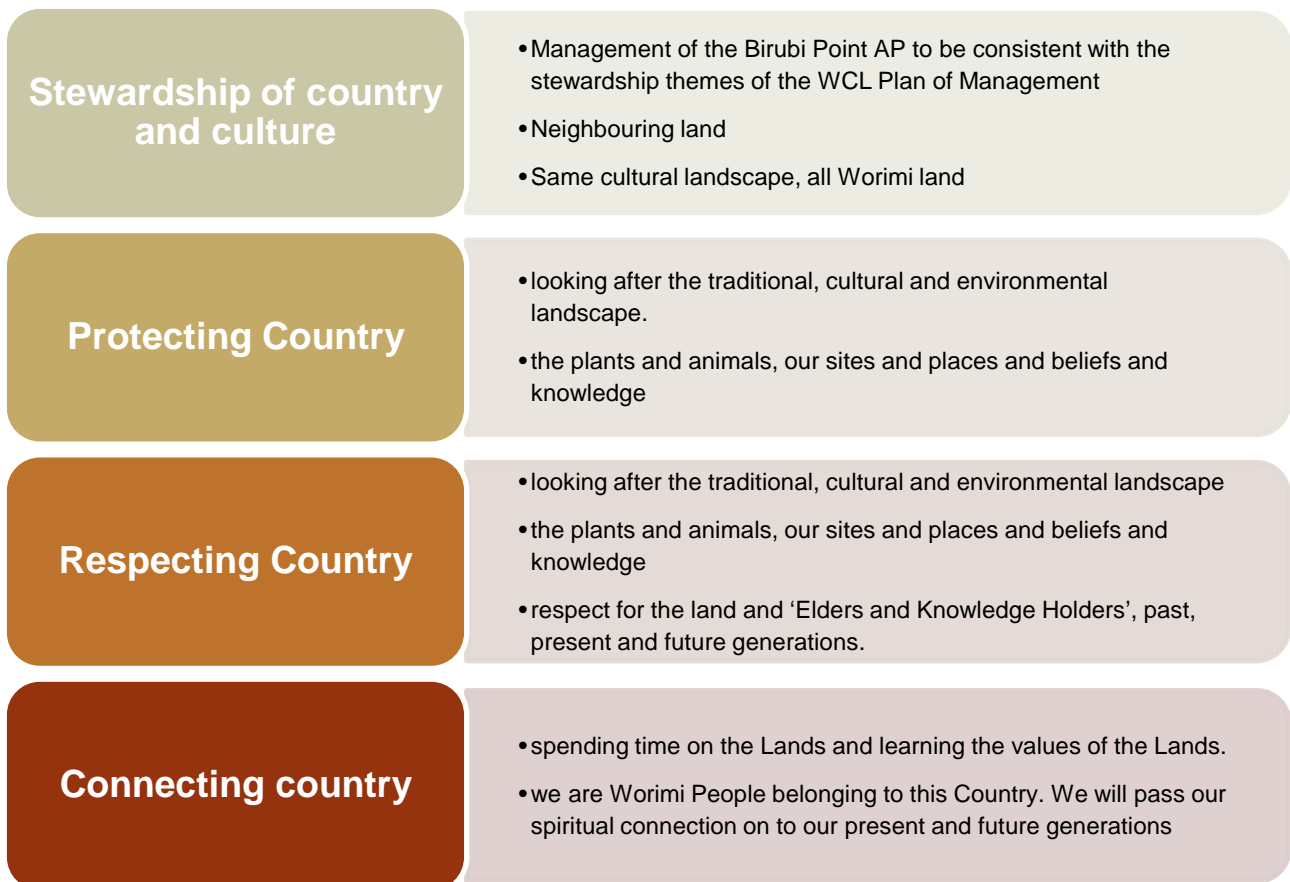 Stewardship of country
and culture
•Management of the Birubi Point AP to be consistent with the
stewardship themes of the WCL Plan of Management
•Neighbouring land
•Same cultural landscape, all Worimi land
Protecting Country
•looking after the traditional, cultural and environmental
landscape.
•the plants and animals, our sites and places and beliefs and
knowledge
Respecting Country
•looking after the traditional, cultural and environmental landscape
•the plants and animals, our sites and places and beliefs and
knowledge
•respect for the land and ‘Elders and Knowledge Holders’, past,
present and future generations.
Connecting country
•spending time on the Lands and learning the values of the Lands.
•we are Worimi People belonging to this Country. We will pass our
spiritual connection on to our present and future generations